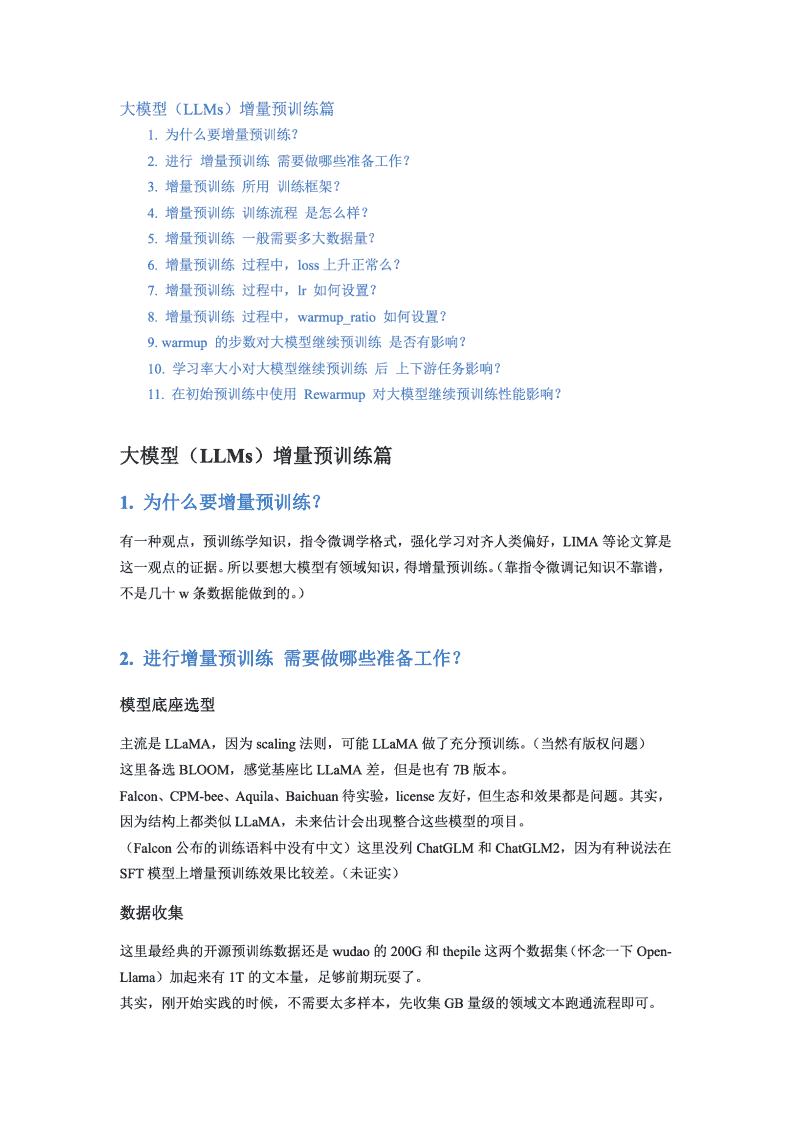 大模型（LLMs）增量预训练篇
1. 为什么要增量预训练？
2. 进行 增量预训练 需要做哪些准备工作？
3. 增量预训练 所用 训练框架？
4. 增量预训练 训练流程 是怎么样？
5. 增量预训练 一般需要多大数据量？
6. 增量预训练 过程中，loss 上升正常么？
7. 增量预训练 过程中，lr 如何设置？
8. 增量预训练 过程中，warmup_ratio 如何设置？
9. warmup 的步数对大模型继续预训练 是否有影响？
10. 学习率大小对大模型继续预训练 后 上下游任务影响？
11. 在初始预训练中使用 Rewarmup 对大模型继续预训练性能影响？
大模型（LLMs）增量预训练篇
1. 为什么要增量预训练？
有一种观点，预训练学知识，指令微调学格式，强化学习对齐人类偏好，LIMA 等论文算是
这一观点的证据。所以要想大模型有领域知识，得增量预训练。（靠指令微调记知识不靠谱，
不是几十 w 条数据能做到的。）
2. 进行增量预训练 需要做哪些准备工作？
模型底座选型
主流是 LLaMA，因为 scaling 法则，可能 LLaMA 做了充分预训练。（当然有版权问题）
这里备选 BLOOM，感觉基座比 LLaMA 差，但是也有 7B 版本。
Falcon、CPM-bee、Aquila、Baichuan 待实验，license 友好，但生态和效果都是问题。其实，
因为结构上都类似 LLaMA，未来估计会出现整合这些模型的项目。
（Falcon 公布的训练语料中没有中文）这里没列 ChatGLM 和 ChatGLM2，因为有种说法在
SFT 模型上增量预训练效果比较差。（未证实）
数据收集
这里最经典的开源预训练数据还是 wudao 的 200G 和 thepile 这两个数据集（怀念一下 Open-
Llama）加起来有 1T 的文本量，足够前期玩耍了。
其实，刚开始实践的时候，不需要太多样本，先收集 GB 量级的领域文本跑通流程即可。